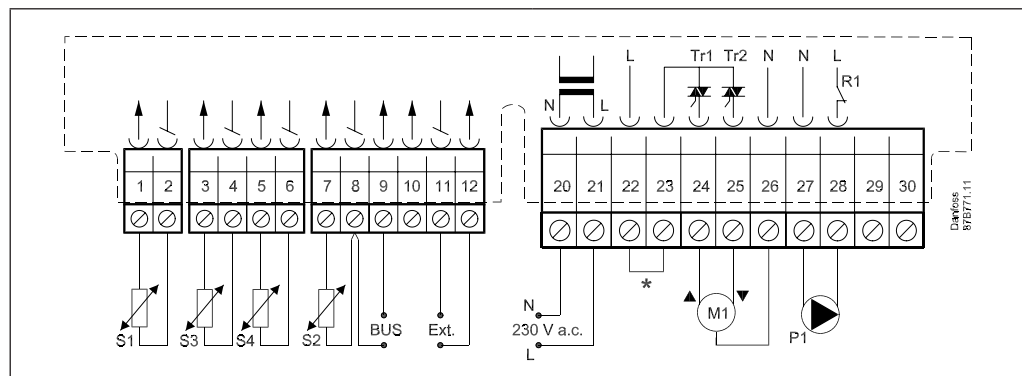 L Tr1 Tr2 N N L
R1
N L
1 2 3 4 5 6 7 8 9 10 11 12
20 21 22 23 24 25 26 27 28 29 30
Danfoss
87B771.11
*
N
M1
S1 S3 S4 S2 BUS Ext. 230 V a.c. P1
L